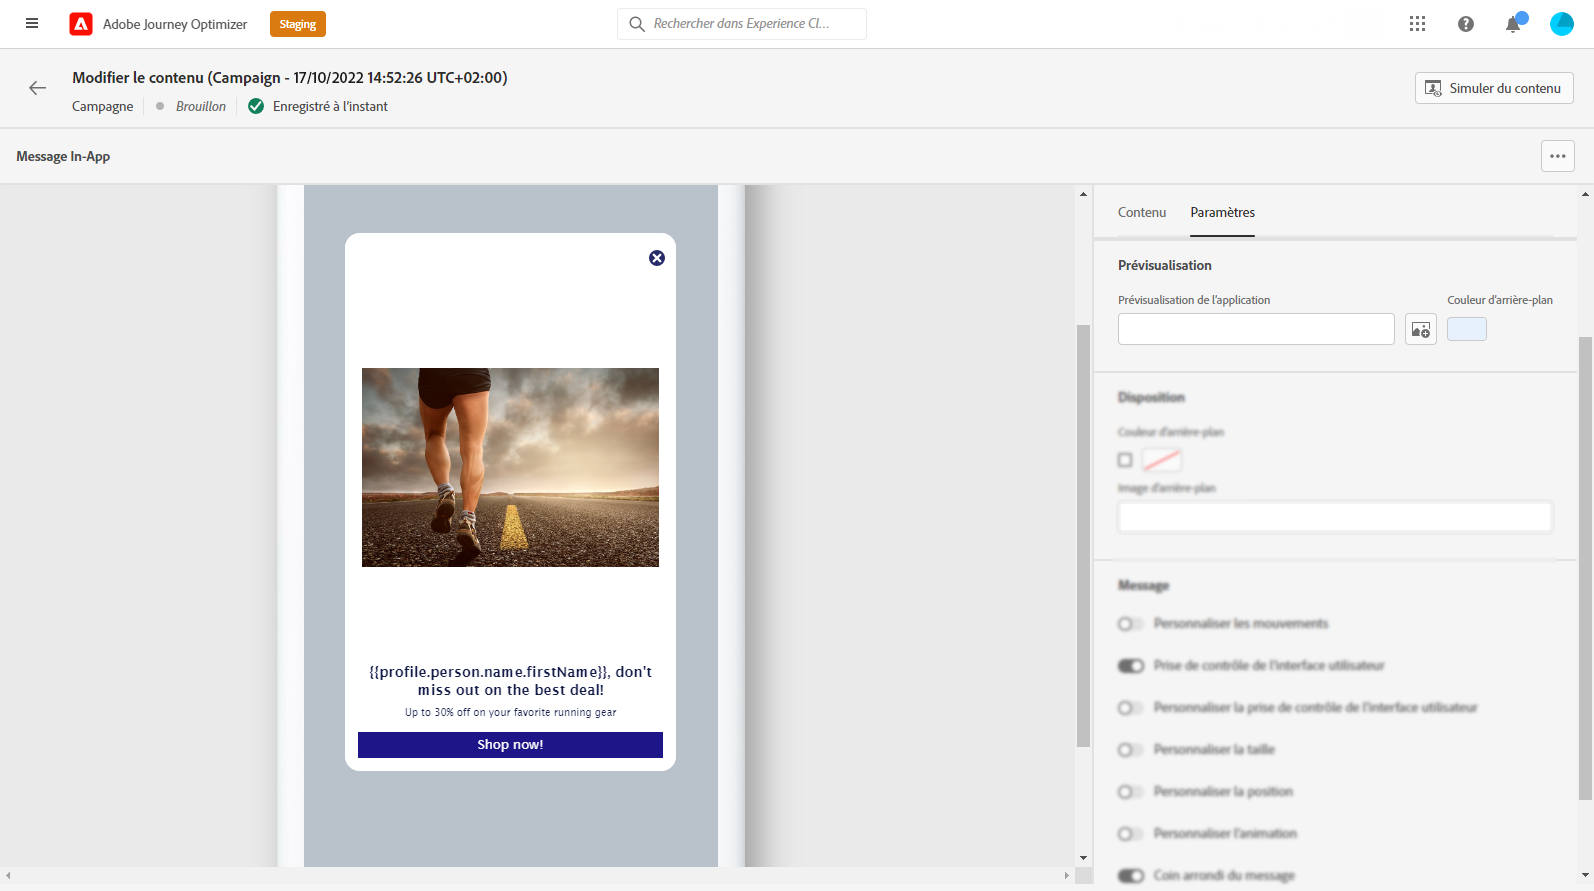 Adobe Journey Optimizer
Staging
Rechercher dans Experience Cl...
Modifier le contenu (Campaign - 17/10/2022 14:52:26 UTC+02:00)
Campagne
Brouillon
Enregistré à l'instant
Simuler du contenu
Message In-App
{{profile.person.name.firstName}}, don't
miss out on the best deal!
Up to 30% off on your favorite running gear
Shop now!
Contenu
Paramètres
Prévisualisation
Prévisualisation de l'application
Couleur d'arrière-plan
Disposition
Couleur d'arrière-plan
Image d'arrière-plan
Message
Personnaliser les mouvements
Prise de contrôle de l'interface utilisateur
Personnaliser la prise de contrôle de l'interface utilisateur
Personnaliser la taille
Personnaliser la position
Personnaliser l'animation
Coin arrondi du message